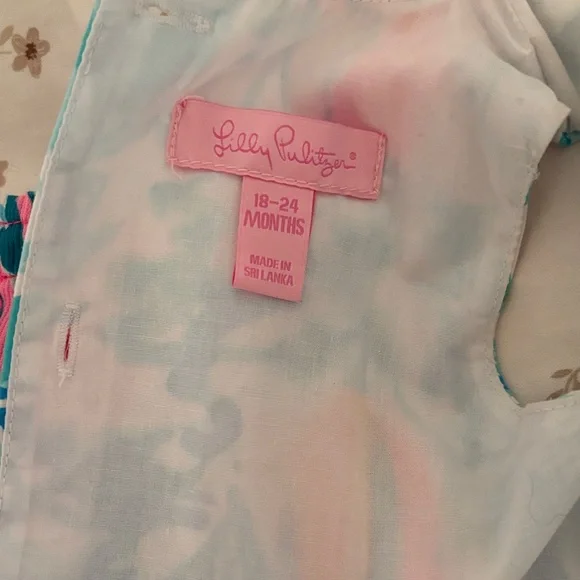 Lilly Pulitzer®
18-24
MONTHS
MADE IN
SRI LANKA